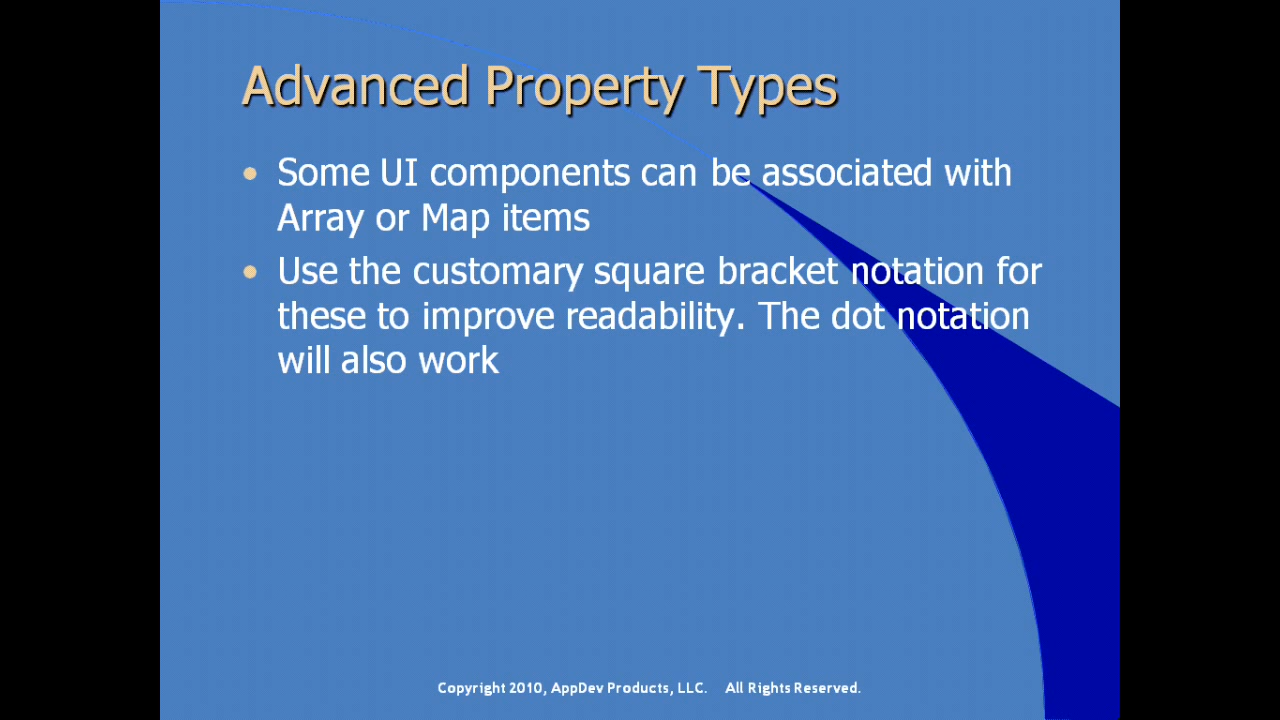 Advanced Property Types
• Some UI components can be associated with
Array or Map items
• Use the customary square bracket notation for
these to improve readability. The dot notation
will also work
Copyright 2010, AppDev Products, LLC. All Rights Reserved.